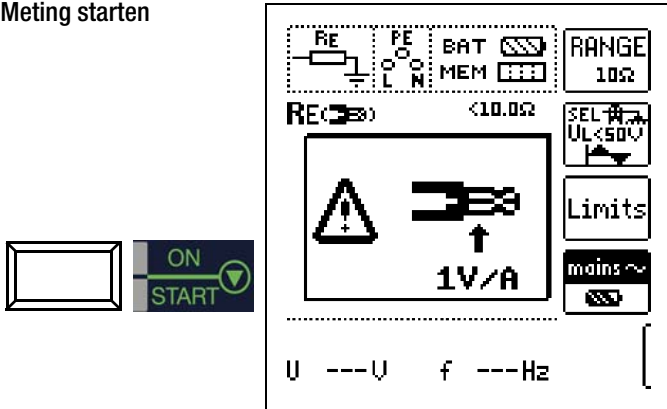 Meting starten
RE
PE
L N
BAT
MEM
RANGE
10Ω
RE( )
<10.0Ω
SEL
UL<50V
Limits
1V/A
mains ~
ON
START
U ---V f ---Hz